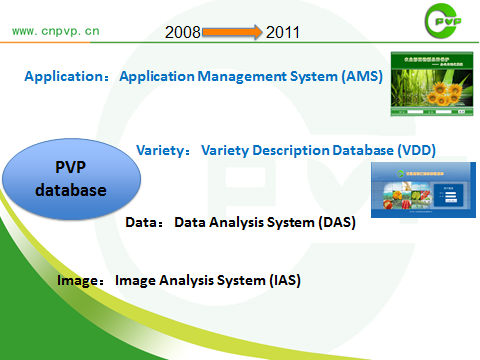 www.cnpvp.cn
2008 2011
PVP
Application：Application Management System (AMS)
Variety：Variety Description Database (VDD)
PVP
database
Data：Data Analysis System (DAS)
Image：Image Analysis System (IAS)